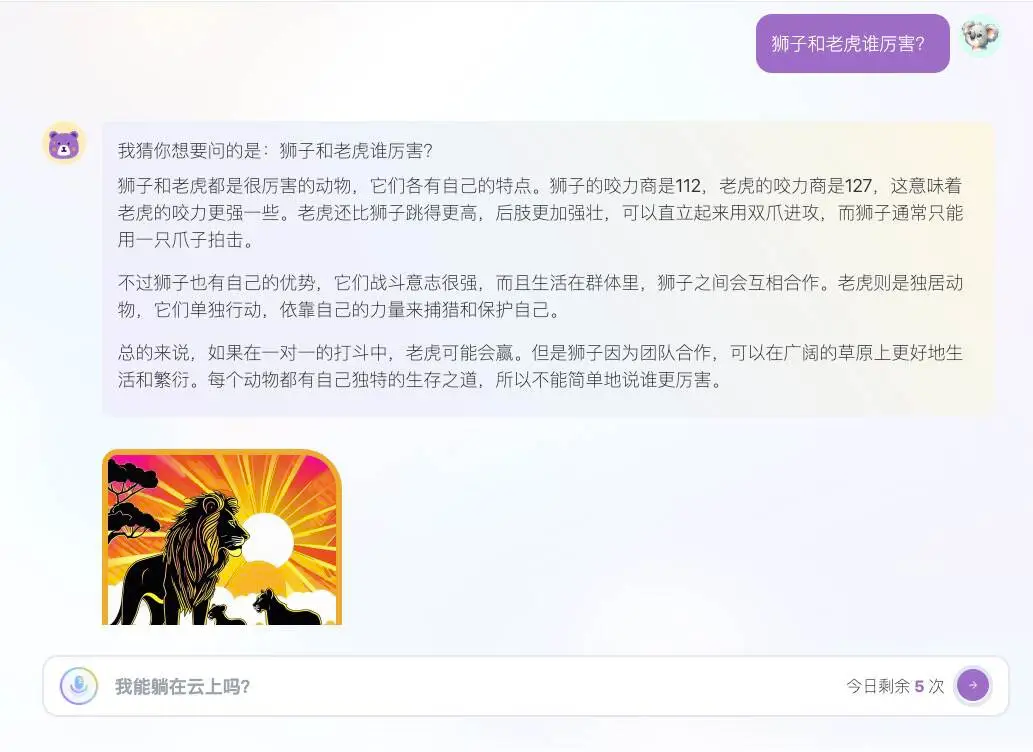 狮子和老虎谁厉害?
我猜你想要问的是：狮子和老虎谁厉害?
狮子和老虎都是很厉害的动物，它们各有自己的特点。狮子的咬力商是112，老虎的咬力商是127，这意味着
老虎的咬力更强一些。老虎还比狮子跳得更高，后肢更加强壮，可以直立起来用双爪进攻，而狮子通常只能
用一只爪子拍击。
不过狮子也有自己的优势，它们战斗意志很强，而且生活在群体里，狮子之间会互相合作。老虎则是独居动
物，它们单独行动，依靠自己的力量来捕猎和保护自己。
总的来说，如果在一对一的打斗中，老虎可能会赢。但是狮子因为团队合作，可以在广阔的草原上更好地生
活和繁衍。每个动物都有自己独特的生存之道，所以不能简单地说谁更厉害。
我能躺在云上吗?
今日剩余 5 次